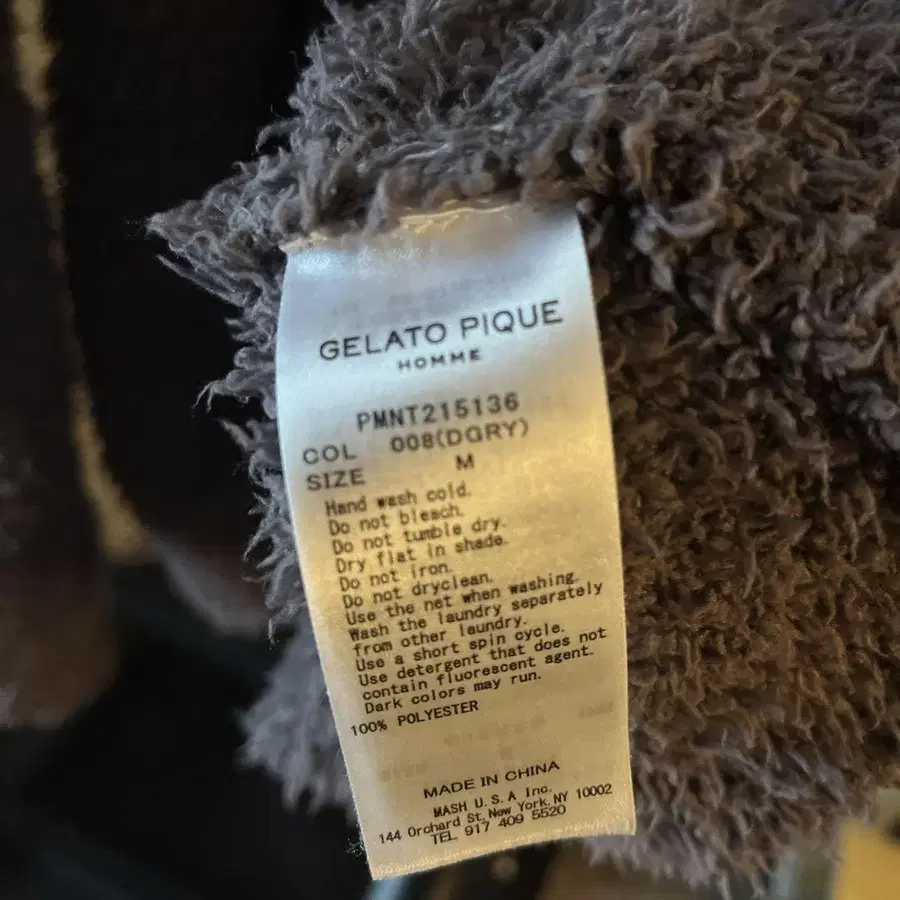 GELATO PIQUE
HOMME
PMNT215136
COL 008(DGRY)
SIZE M
Hand wash cold.
Do not bleach.
Do not tumble dry.
Dry flat in shade.
Do not iron.
Do not dryclean.
Use the net when washing.
Wash the laundry separately
from other laundry.
Use a short spin cycle.
Use detergent that does not
contain fluorescent agent.
Dark colors may run.
100% POLYESTER
MADE IN CHINA
MASH U.S.A Inc.
144 Orchard St, New York, NY 10002
TEL 917 409 5520